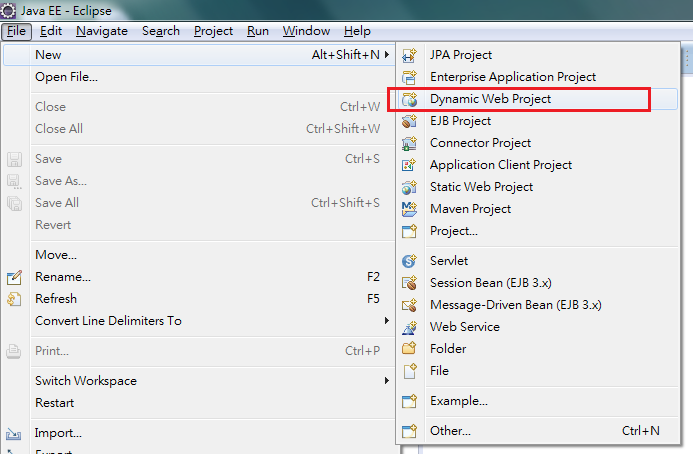 Java EE - Eclipse
File Edit Navigate Search Project Run Window Help
New Alt+Shift+N
Open File...
Close Ctrl+W
Close All Ctrl+Shift+W
Save Ctrl+S
Save As...
Save All Ctrl+Shift+S
Revert
Move...
Rename... F2
Refresh F5
Convert Line Delimiters To
Print... Ctrl+P
Switch Workspace
Restart
Import...
Export
JPA Project
Enterprise Application Project
Dynamic Web Project
EJB Project
Connector Project
Application Client Project
Static Web Project
Maven Project
Project...
Servlet
Session Bean (EJB 3.x)
Message-Driven Bean (EJB 3.x)
Web Service
Folder
File
Example...
Other... Ctrl+N